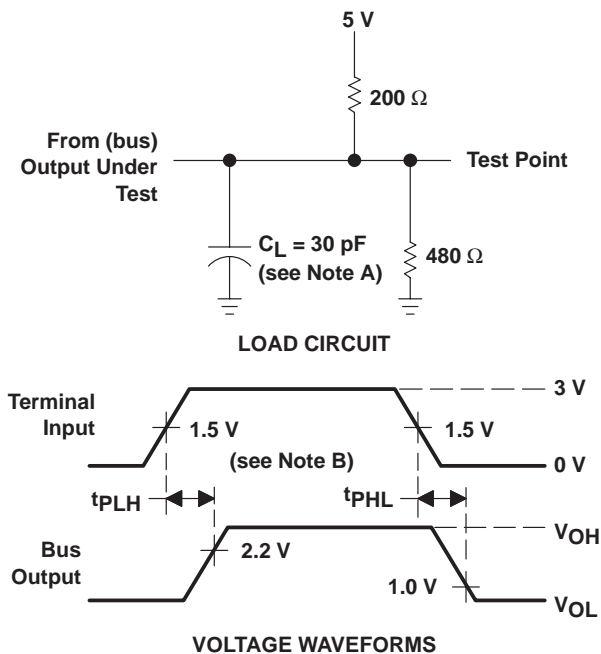 5 V
200 Ω
From (bus)
Output Under
Test
Test Point
CL = 30 pF
(see Note A)
480 Ω
LOAD CIRCUIT
Terminal
Input
1.5 V
1.5 V
3 V
0 V
(see Note B)
tPLH
tPHL
Bus
Output
2.2 V
1.0 V
VOH
VOL
VOLTAGE WAVEFORMS